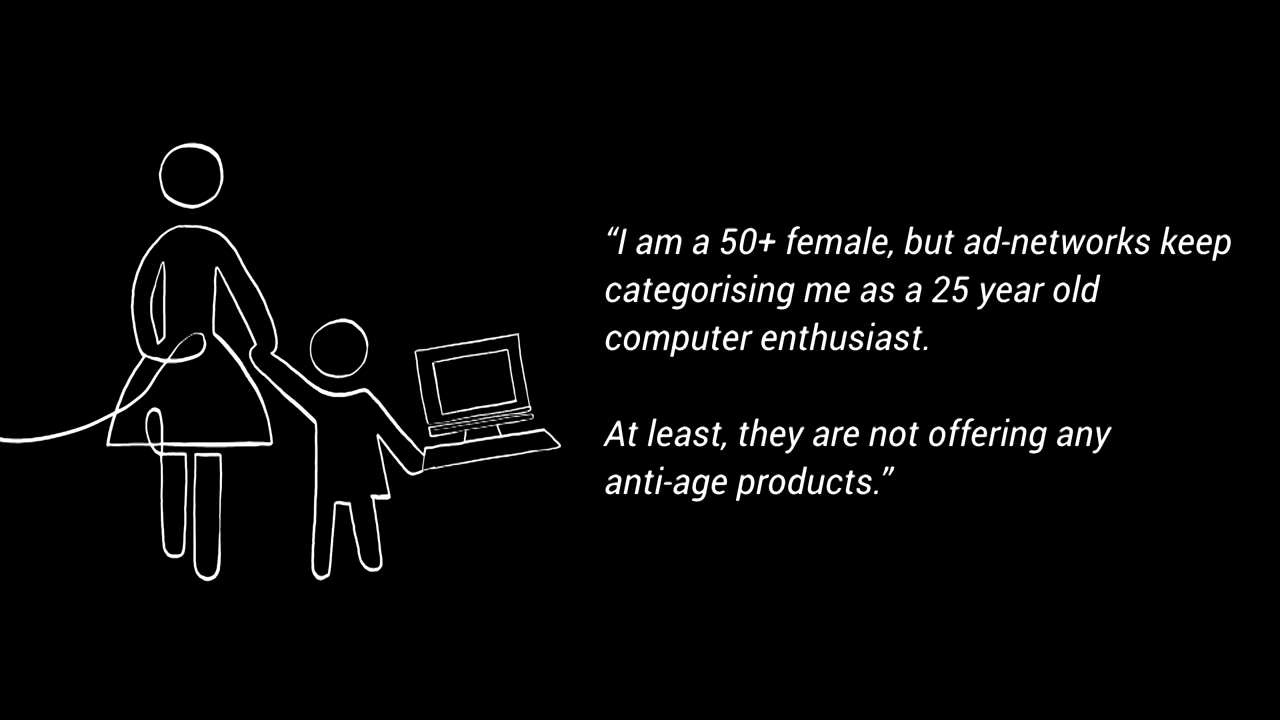 “I am a 50+ female, but ad-networks keep
categorising me as a 25 year old
computer enthusiast.
At least, they are not offering any
anti-age products.”